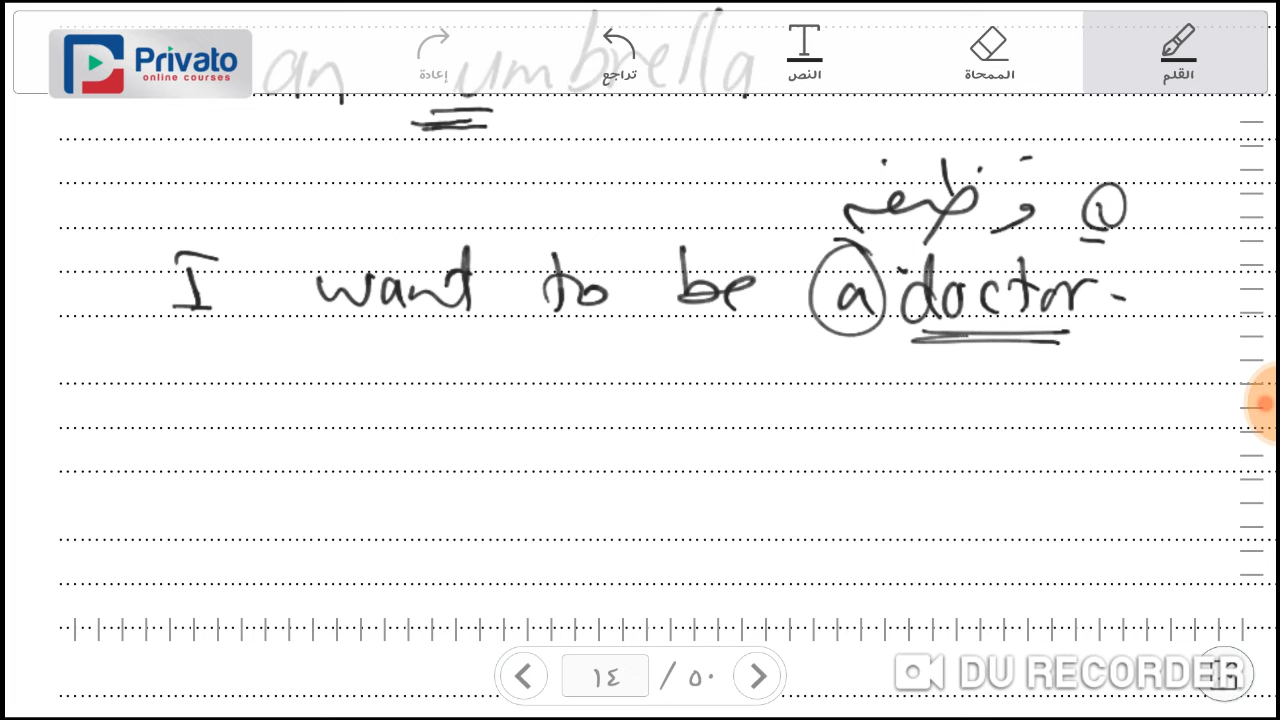 Privato
online courses
إعادة
تراجع
النص
الممحاة
القلم
an umbrella
① وظيفة
I want to be a doctor.
١٤ / ٥٠
DU RECORDER